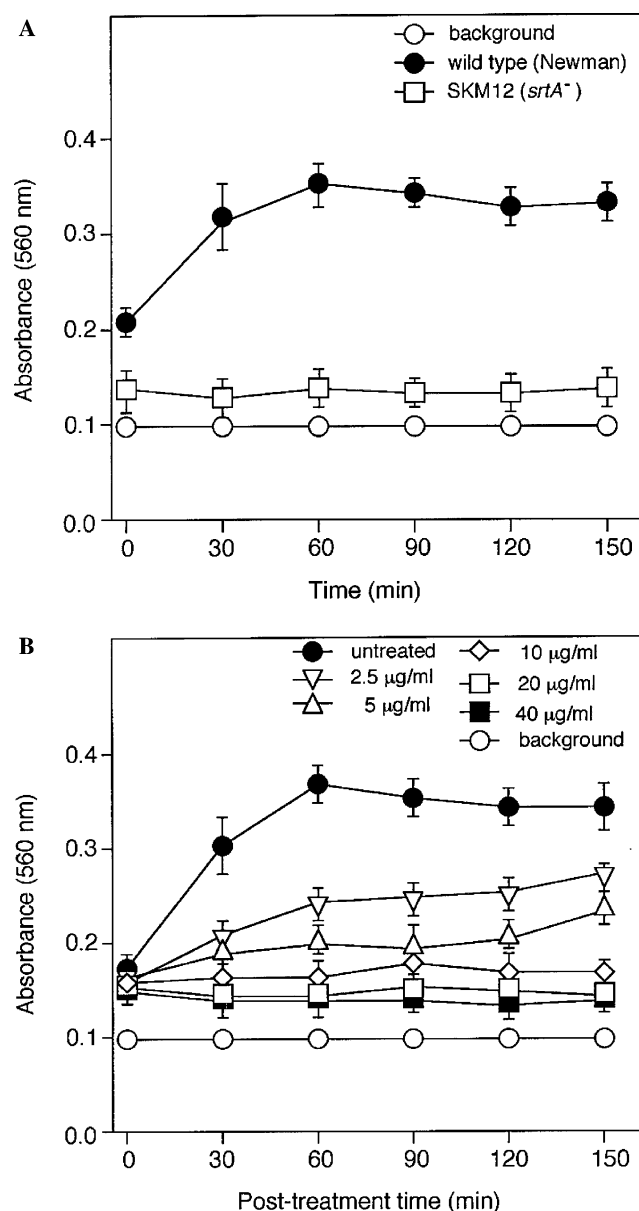 A
background
wild type (Newman)
SKM12 (srtA-)
0.4
0.3
0.2
0.1
0.0
Absorbance (560 nm)
0 30 60 90 120 150
Time (min)
B
untreated
2.5 μg/ml
5 μg/ml
10 μg/ml
20 μg/ml
40 μg/ml
background
0.4
0.3
0.2
0.1
0.0
Absorbance (560 nm)
0 30 60 90 120 150
Post-treatment time (min)